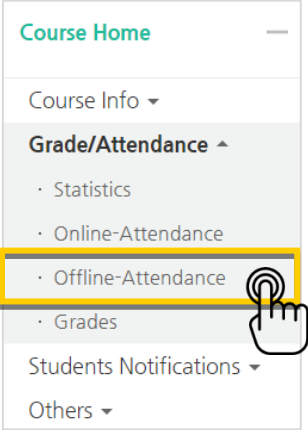 Course Home
Course Info
Grade/Attendance
· Statistics
· Online-Attendance
· Offline-Attendance
· Grades
Students Notifications
Others